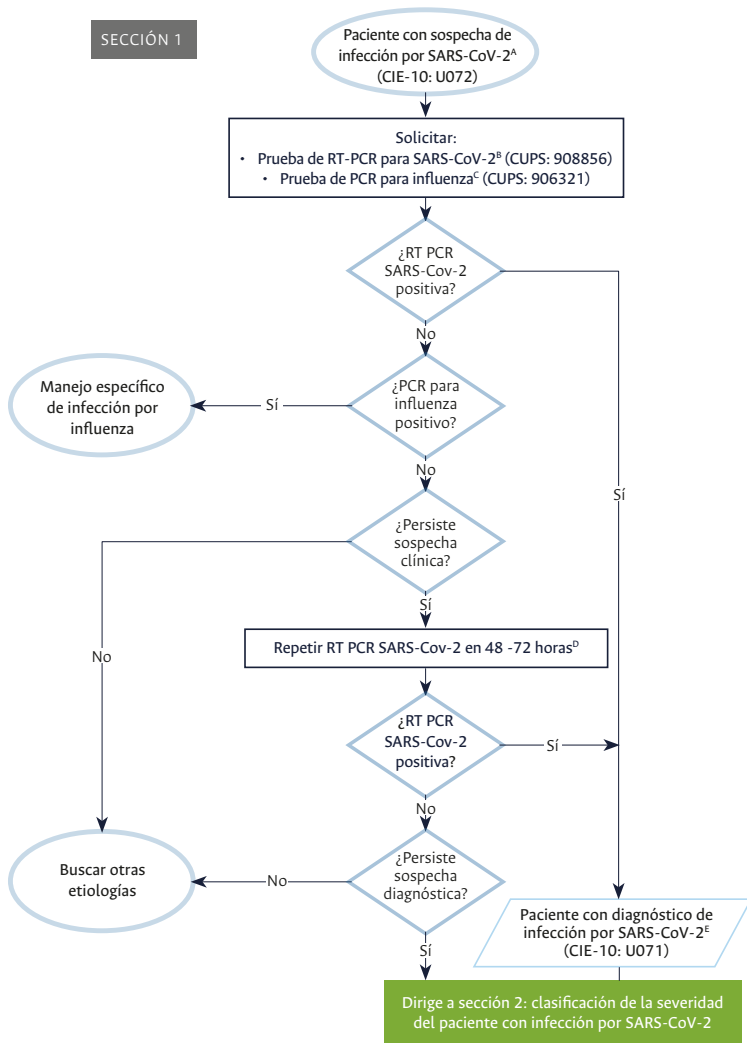 SECCIÓN 1
Paciente con sospecha de
infección por SARS-CoV-2ᴬ
(CIE-10: U072)
Solicitar:
• Prueba de RT-PCR para SARS-CoV-2ᴮ (CUPS: 908856)
• Prueba de PCR para influenzaᶜ (CUPS: 906321)
¿RT PCR
SARS-Cov-2
positiva?
No
Sí
¿PCR para
influenza
positivo?
Sí
Manejo específico
de infección por
influenza
No
¿Persiste
sospecha
clínica?
No
Sí
Repetir RT PCR SARS-Cov-2 en 48 -72 horasᴰ
¿RT PCR
SARS-Cov-2
positiva?
Sí
No
¿Persiste
sospecha
diagnóstica?
No
Buscar otras
etiologías
Sí
Paciente con diagnóstico de
infección por SARS-CoV-2ᴱ
(CIE-10: U071)
Dirige a sección 2: clasificación de la severidad
del paciente con infección por SARS-CoV-2